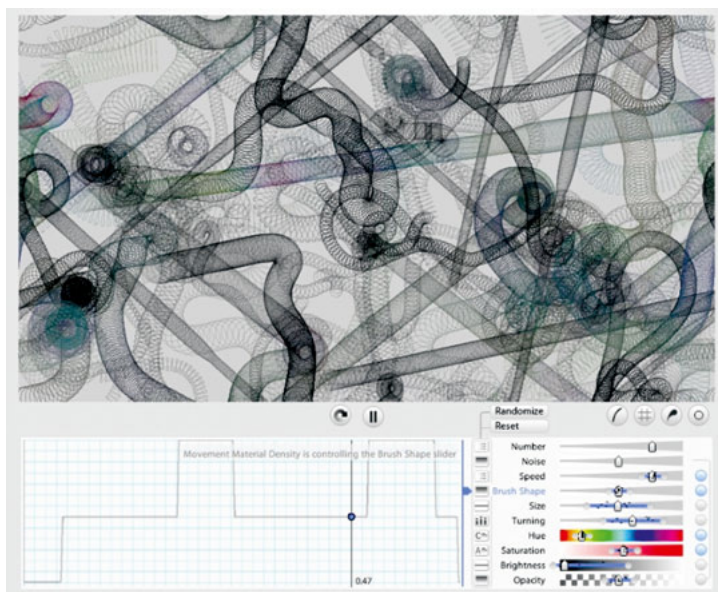 Randomize
Reset
Movement Material Density is controlling the Brush Shape slider
Number
Noise
Speed
Brush Shape
Size
Turning
Hue
Saturation
Brightness
Opacity
0.47